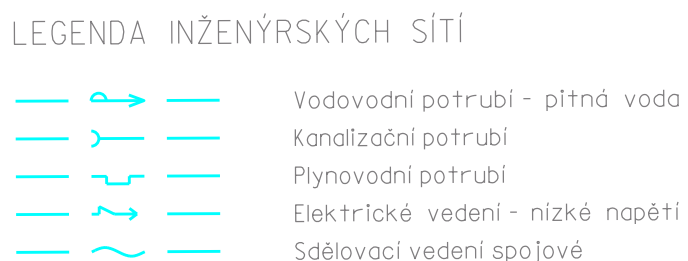 LEGENDA INŽENÝRSKÝCH SÍTÍ
Vodovodní potrubí - pitná voda
Kanalizační potrubí
Plynovodní potrubí
Elektrické vedení - nízké napětí
Sdělovací vedení spojové